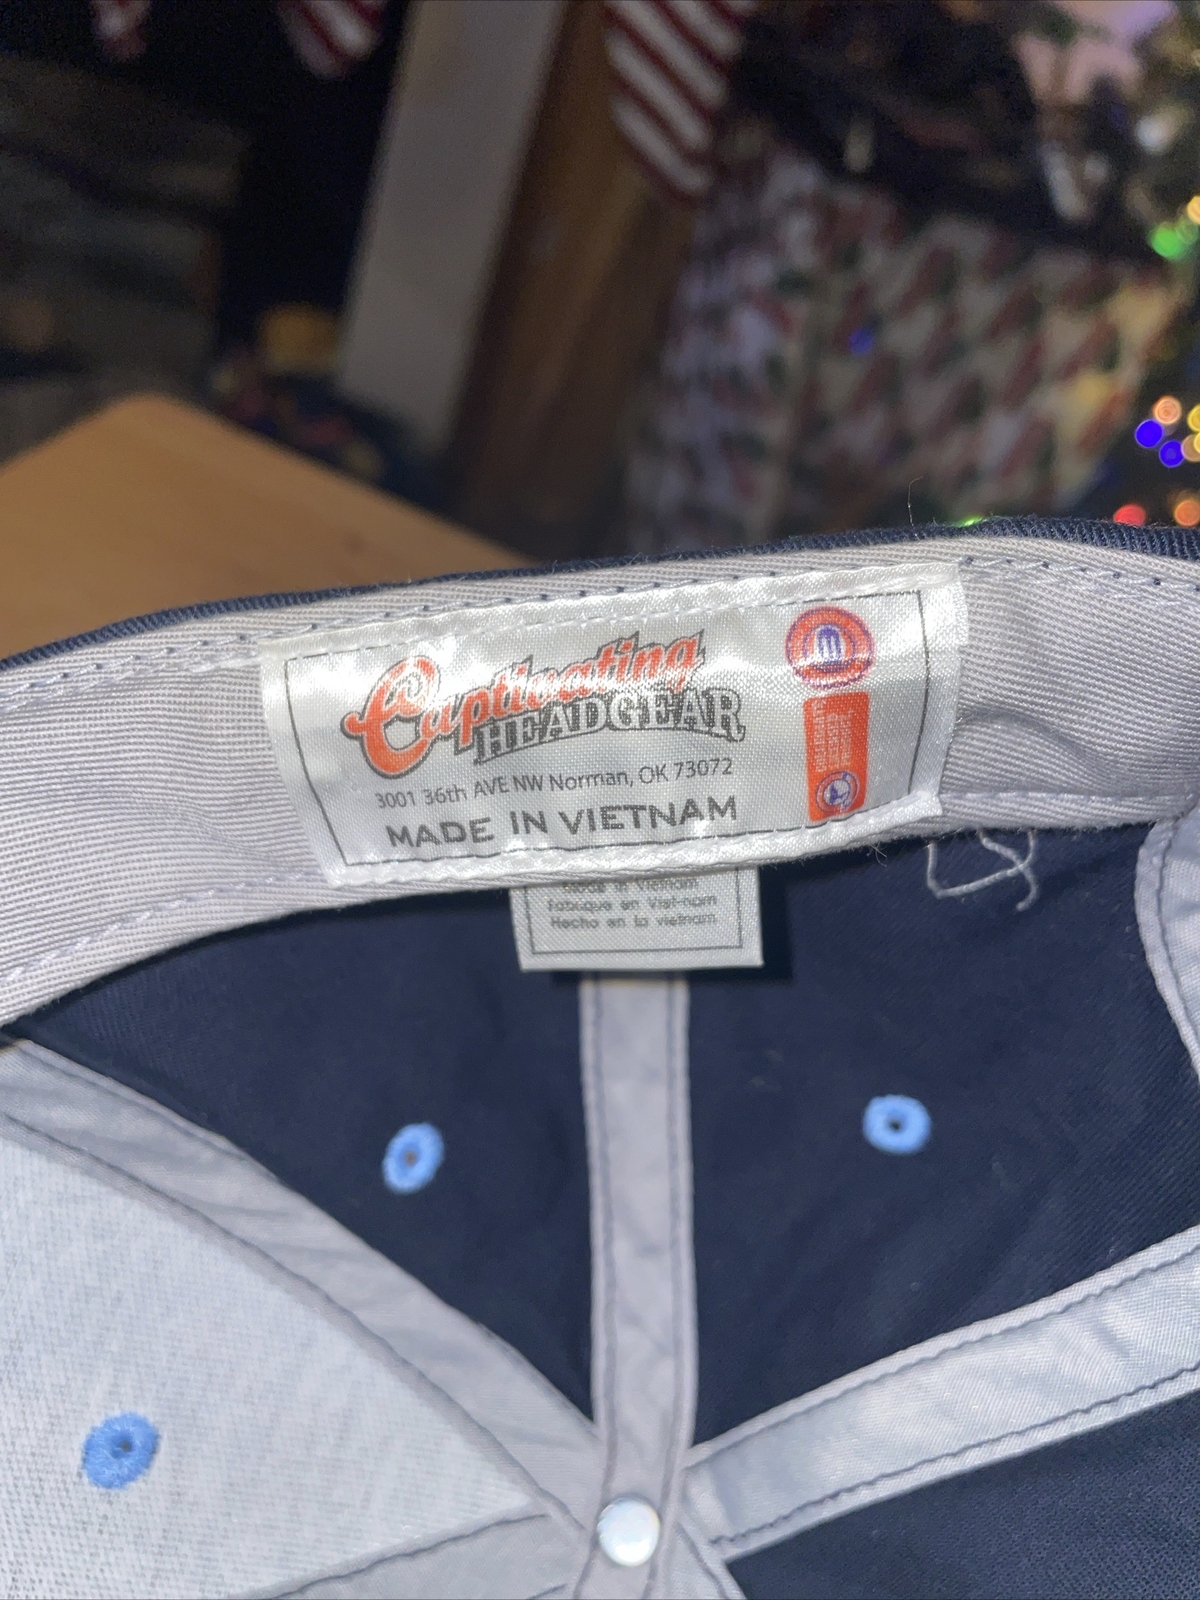 Captivating
HEADGEAR
3001 36th AVE NW Norman, OK 73072
MADE IN VIETNAM
Made in Vietnam
Fabriqué en Viet-nam
Hecho en la vietnam